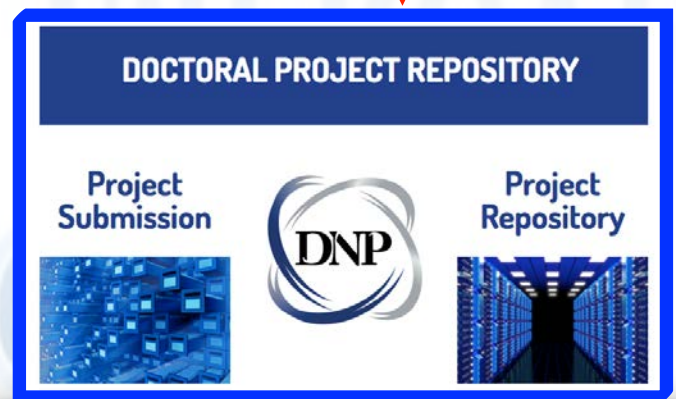 DOCTORAL PROJECT REPOSITORY
Project
Submission
DNP
Project
Repository